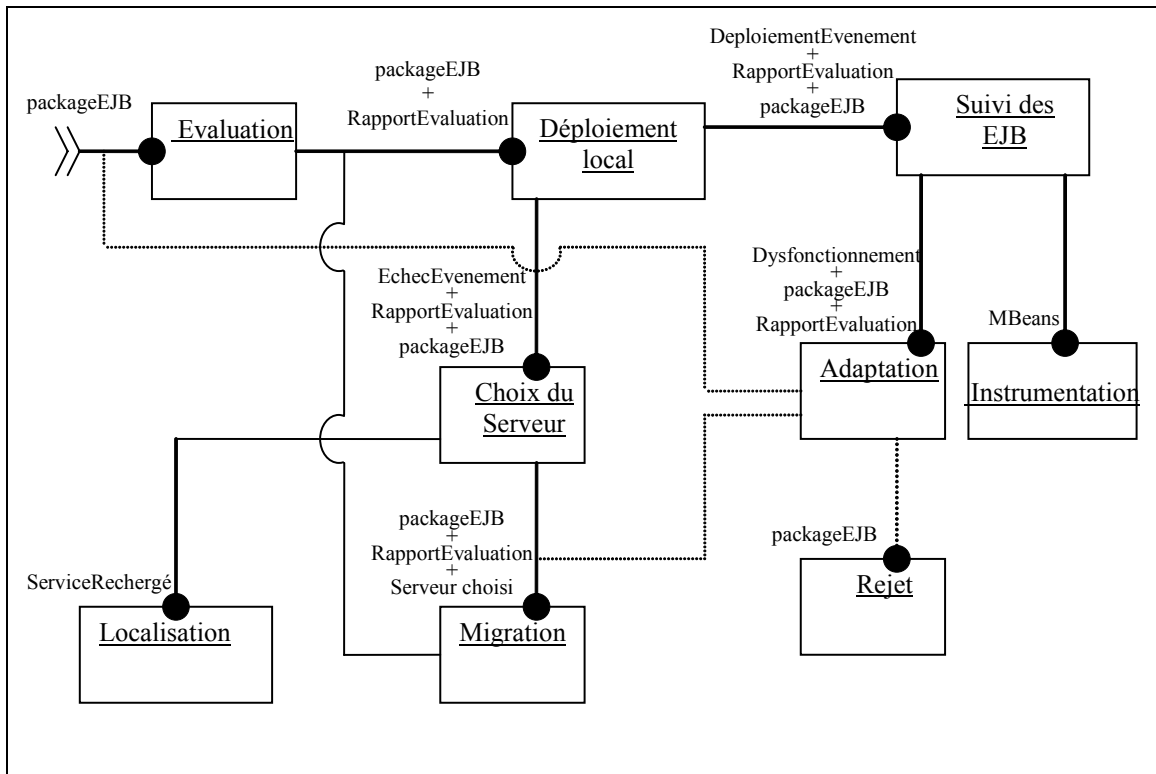 packageEJB
Evaluation
packageEJB
+
RapportEvaluation
Déploiement
local
DeploiementEvenement
+
RapportEvaluation
+
packageEJB
Suivi des
EJB
EchecEvenement
+
RapportEvaluation
+
packageEJB
Choix du
Serveur
Dysfonctionnement
+
packageEJB
+
RapportEvaluation
Adaptation
MBeans
Instrumentation
ServiceRechergé
Localisation
packageEJB
+
RapportEvaluation
+
Serveur choisi
Migration
packageEJB
Rejet